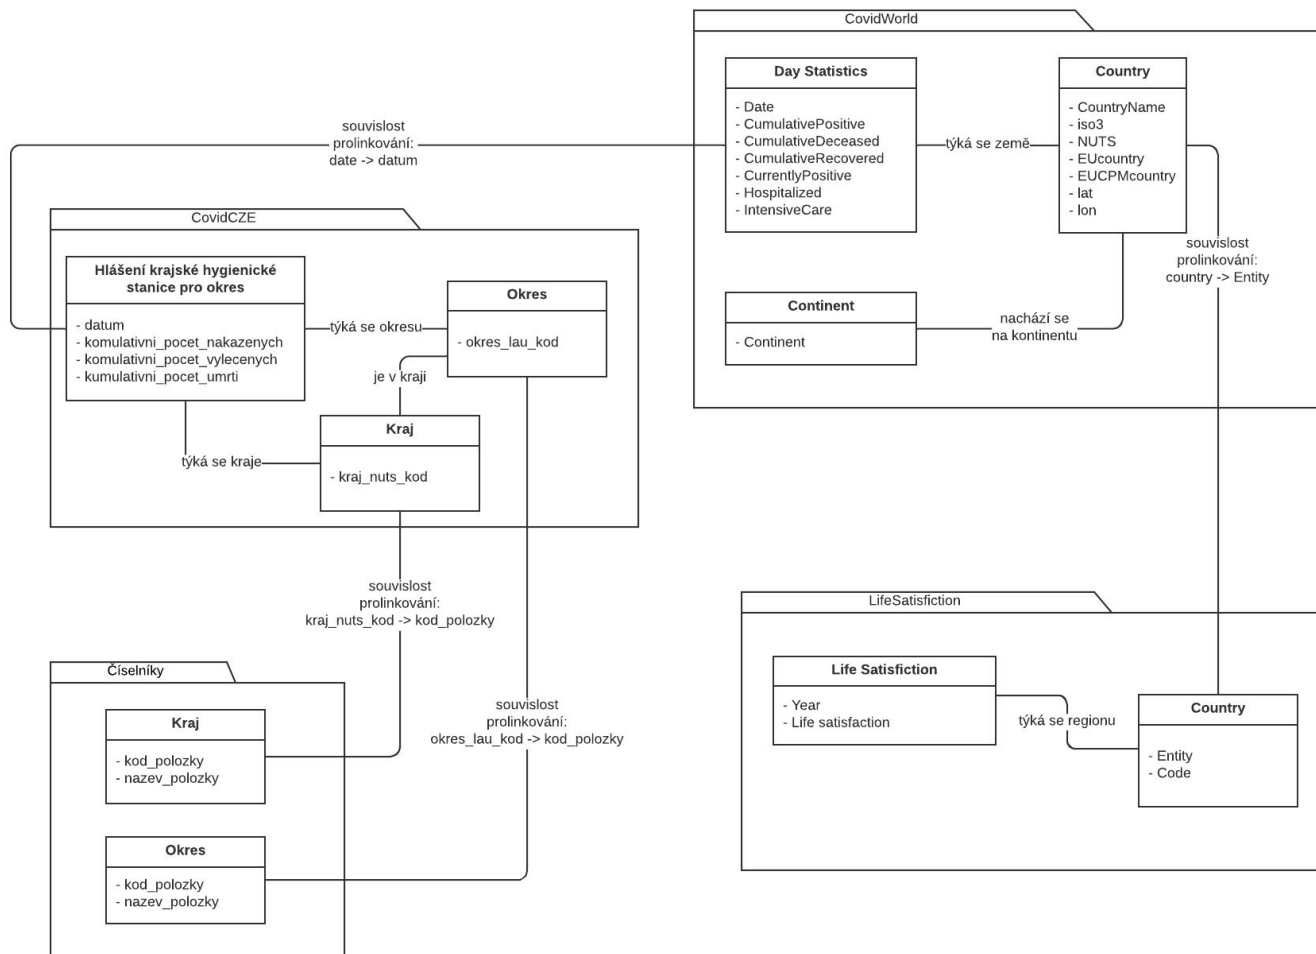 CovidWorld
Day Statistics
- Date
- CumulativePositive
- CumulativeDeceased
- CumulativeRecovered
- CurrentlyPositive
- Hospitalized
- IntensiveCare
týká se země
Country
- CountryName
- iso3
- NUTS
- EUcountry
- EUCPMcountry
- lat
- lon
souvislost
prolinkování:
date -> datum
souvislost
prolinkování:
country -> Entity
Continent
- Continent
nachází se
na kontinentu
CovidCZE
Hlášení krajské hygienické
stanice pro okres
- datum
- komulativni_pocet_nakazenych
- komulativni_pocet_vylecenych
- kumulativni_pocet_umrti
týká se okresu
Okres
- okres_lau_kod
je v kraji
Kraj
- kraj_nuts_kod
týká se kraje
souvislost
prolinkování:
kraj_nuts_kod -> kod_polozky
souvislost
prolinkování:
okres_lau_kod -> kod_polozky
Číselníky
Kraj
- kod_polozky
- nazev_polozky
Okres
- kod_polozky
- nazev_polozky
LifeSatisfiction
Life Satisfiction
- Year
- Life satisfaction
týká se regionu
Country
- Entity
- Code